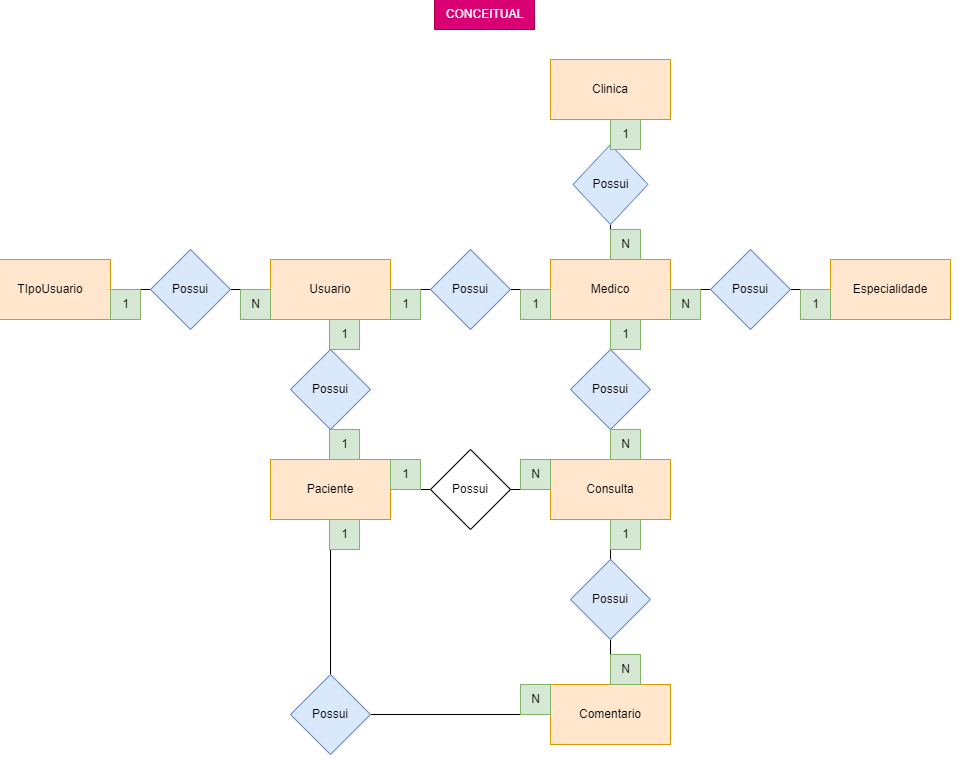 CONCEITUAL
Clinica
1
Possui
N
TIpoUsuario
1
Possui
N
Usuario
1
Possui
1
Medico
N
Possui
1
Especialidade
1
Possui
1
1
Possui
N
Paciente
1
Possui
N
Consulta
1
1
Possui
N
Possui
N
Comentario